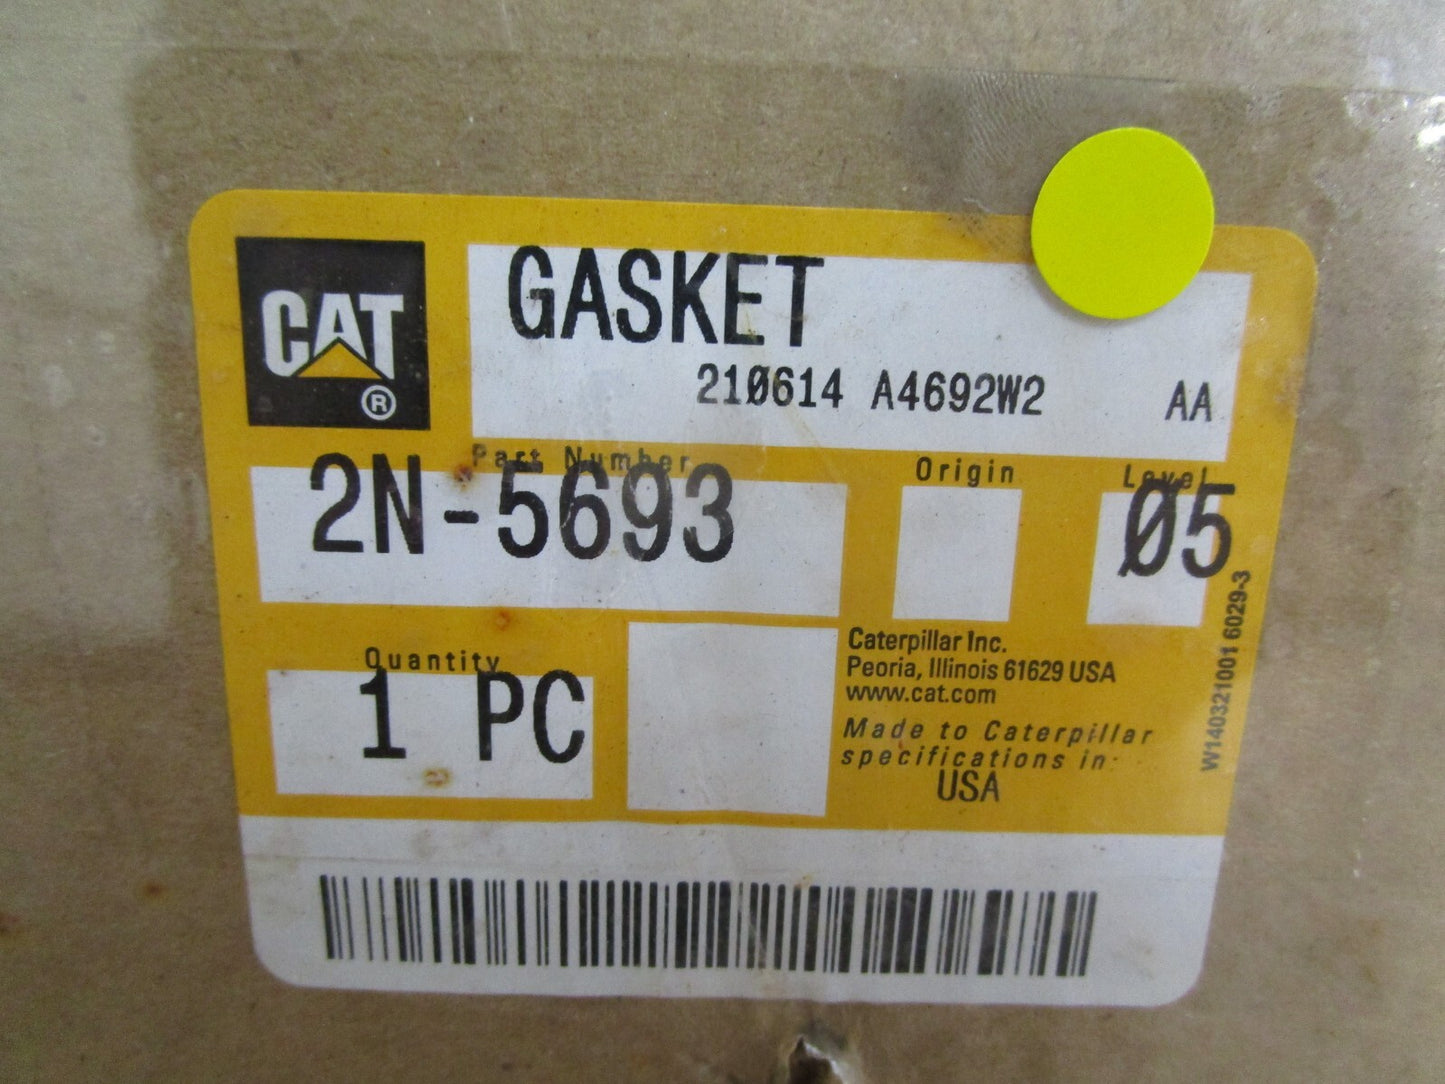 CAT®
GASKET
210614 A4692W2 AA
Part Number
2N-5693
Origin
Level
05
Quantity
1 PC
Caterpillar Inc.
Peoria, Illinois 61629 USA
www.cat.com
Made to Caterpillar
specifications in:
USA
W140321001 6029-3